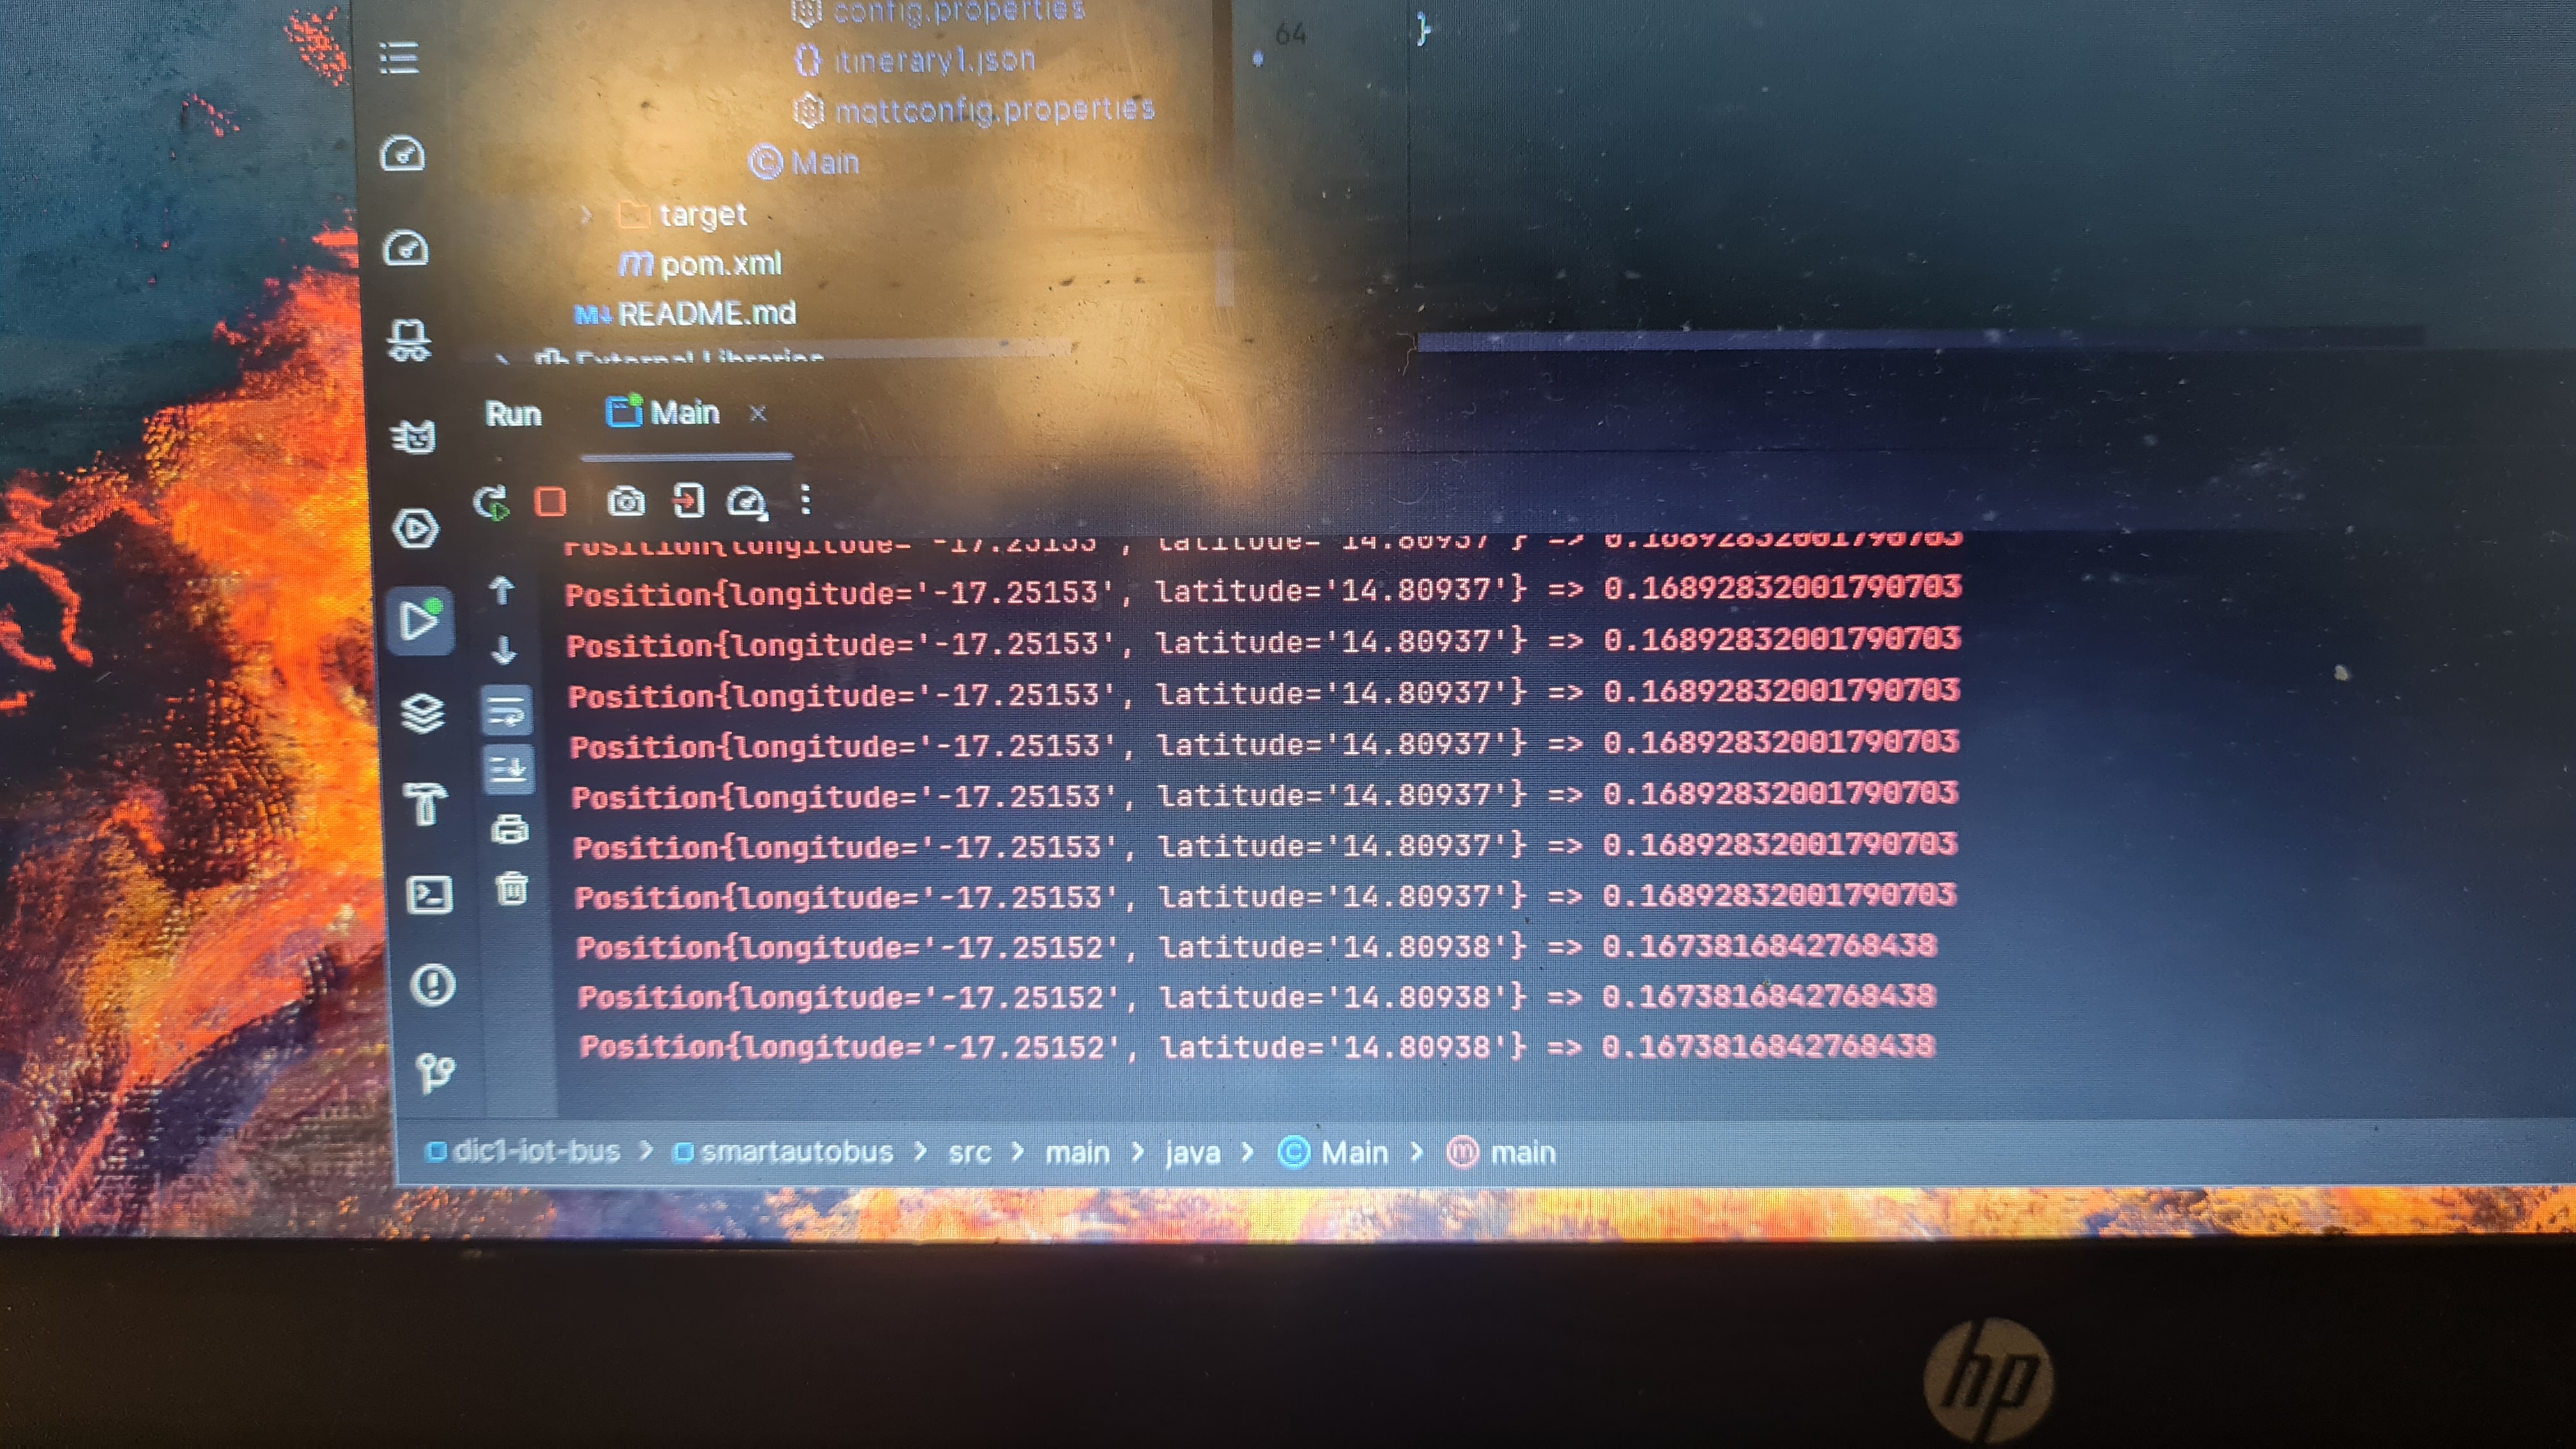 config.properties
64
}
itinerary1.json
mqttconfig.properties
Main
target
pom.xml
README.md
External Libraries
Run Main
Position{longitude='-17.25153', latitude='14.80937'} => 0.16892832001790703
Position{longitude='-17.25153', latitude='14.80937'} => 0.16892832001790703
Position{longitude='-17.25153', latitude='14.80937'} => 0.16892832001790703
Position{longitude='-17.25153', latitude='14.80937'} => 0.16892832001790703
Position{longitude='-17.25153', latitude='14.80937'} => 0.16892832001790703
Position{longitude='-17.25153', latitude='14.80937'} => 0.16892832001790703
Position{longitude='-17.25153', latitude='14.80937'} => 0.16892832001790703
Position{longitude='-17.25153', latitude='14.80937'} => 0.16892832001790703
Position{longitude='-17.25152', latitude='14.80938'} => 0.1673816842768438
Position{longitude='-17.25152', latitude='14.80938'} => 0.1673816842768438
Position{longitude='-17.25152', latitude='14.80938'} => 0.1673816842768438
dic1-iot-bus > smartautobus > src > main > java > Main > main
hp